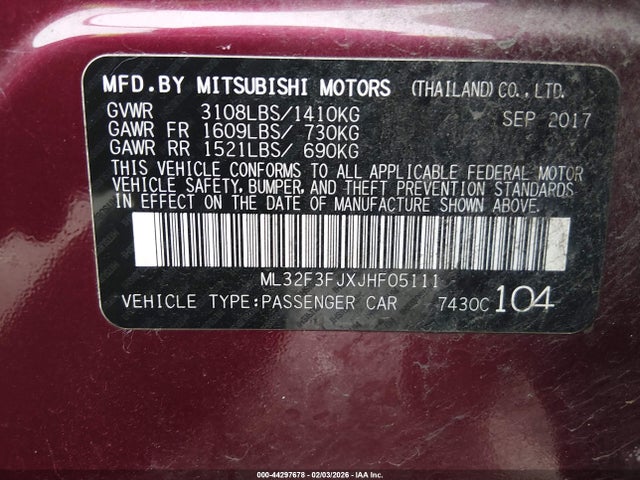 MFD.BY MITSUBISHI MOTORS (THAILAND)CO.,LTD.
GVWR 3108LBS/1410KG SEP 2017
GAWR FR 1609LBS/ 730KG
GAWR RR 1521LBS/ 690KG
THIS VEHICLE CONFORMS TO ALL APPLICABLE FEDERAL MOTOR
VEHICLE SAFETY, BUMPER, AND THEFT PREVENTION STANDARDS
IN EFFECT ON THE DATE OF MANUFACTURE SHOWN ABOVE.
ML32F3FJXJHF05111
VEHICLE TYPE:PASSENGER CAR 7430C 104
000-44297678 - 02/03/2026 - IAA Inc.